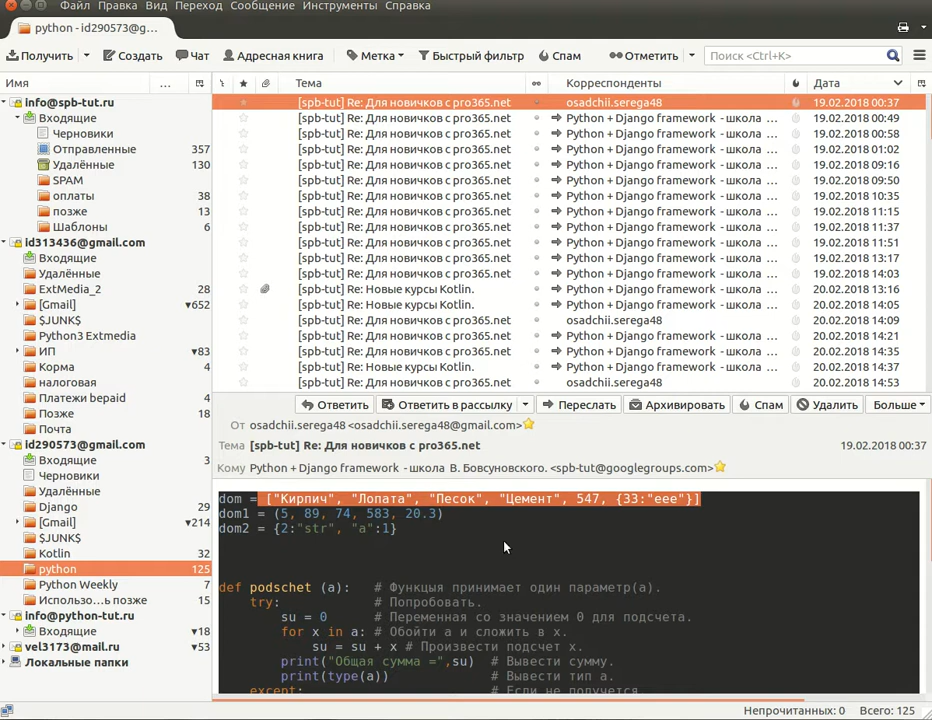 Файл Правка Вид Переход Сообщение Инструменты Справка
python - id290573@g...
Получить Создать Чат Адресная книга Метка Быстрый фильтр Спам Отметить Поиск <Ctrl+K>
Имя ... Тема Корреспонденты Дата
info@spb-tut.ru
Входящие
Черновики
Отправленные 357
Удалённые 130
SPAM
оплаты 38
позже 13
Шаблоны 6
id313436@gmail.com
Входящие
Удалённые
ExtMedia_2 28
[Gmail] ▾652
$JUNK$
Python3 Extmedia
ИП ▾83
Корма 4
налоговая
Платежи bepaid 4
Позже 18
Почта
id290573@gmail.com
Входящие 3
Черновики
Удалённые
Django 29
[Gmail] ▾214
$JUNK$
Kotlin 32
python 125
Python Weekly 7
Использо...ь позже 15
info@python-tut.ru
Входящие ▾18
vel3173@mail.ru ▾53
Локальные папки
[spb-tut] Re: Для новичков с pro365.net osadchii.serega48 19.02.2018 00:37
[spb-tut] Re: Для новичков с pro365.net Python + Django framework - школа ... 19.02.2018 00:49
[spb-tut] Re: Для новичков с pro365.net Python + Django framework - школа ... 19.02.2018 00:58
[spb-tut] Re: Для новичков с pro365.net Python + Django framework - школа ... 19.02.2018 01:02
[spb-tut] Re: Для новичков с pro365.net Python + Django framework - школа ... 19.02.2018 09:16
[spb-tut] Re: Для новичков с pro365.net Python + Django framework - школа ... 19.02.2018 09:50
[spb-tut] Re: Для новичков с pro365.net Python + Django framework - школа ... 19.02.2018 10:35
[spb-tut] Re: Для новичков с pro365.net Python + Django framework - школа ... 19.02.2018 11:15
[spb-tut] Re: Для новичков с pro365.net Python + Django framework - школа ... 19.02.2018 11:37
[spb-tut] Re: Для новичков с pro365.net Python + Django framework - школа ... 19.02.2018 11:51
[spb-tut] Re: Для новичков с pro365.net Python + Django framework - школа ... 19.02.2018 13:17
[spb-tut] Re: Для новичков с pro365.net Python + Django framework - школа ... 19.02.2018 14:03
[spb-tut] Re: Новые курсы Kotlin. Python + Django framework - школа ... 20.02.2018 13:16
[spb-tut] Re: Новые курсы Kotlin. Python + Django framework - школа ... 20.02.2018 14:05
[spb-tut] Re: Для новичков с pro365.net osadchii.serega48 20.02.2018 14:09
[spb-tut] Re: Для новичков с pro365.net Python + Django framework - школа ... 20.02.2018 14:21
[spb-tut] Re: Для новичков с pro365.net Python + Django framework - школа ... 20.02.2018 14:35
[spb-tut] Re: Новые курсы Kotlin. Python + Django framework - школа ... 20.02.2018 14:37
[spb-tut] Re: Для новичков с pro365.net osadchii.serega48 20.02.2018 14:53
Ответить Ответить в рассылку Переслать Архивировать Спам Удалить Больше
От osadchii.serega48 <osadchii.serega48@gmail.com>
Тема [spb-tut] Re: Для новичков с pro365.net 19.02.2018 00:37
Кому Python + Django framework - школа В. Бовсуновского. <spb-tut@googlegroups.com>
dom = ["Кирпич", "Лопата", "Песок", "Цемент", 547, {33:"eee"}]
dom1 = (5, 89, 74, 583, 20.3)
dom2 = {2:"str", "a":1}
def podschet (a): # Функцыя принимает один параметр(a).
try: # Попробовать.
su = 0 # Переменная со значением 0 для подсчета.
for x in a: # Обойти a и сложить в x.
su = su + x # Произвести подсчет x.
print("Общая сумма =",su) # Вывести сумму.
print(type(a)) # Вывести тип a.
except: # Если не получется
Непрочитанных: 0 Всего: 125